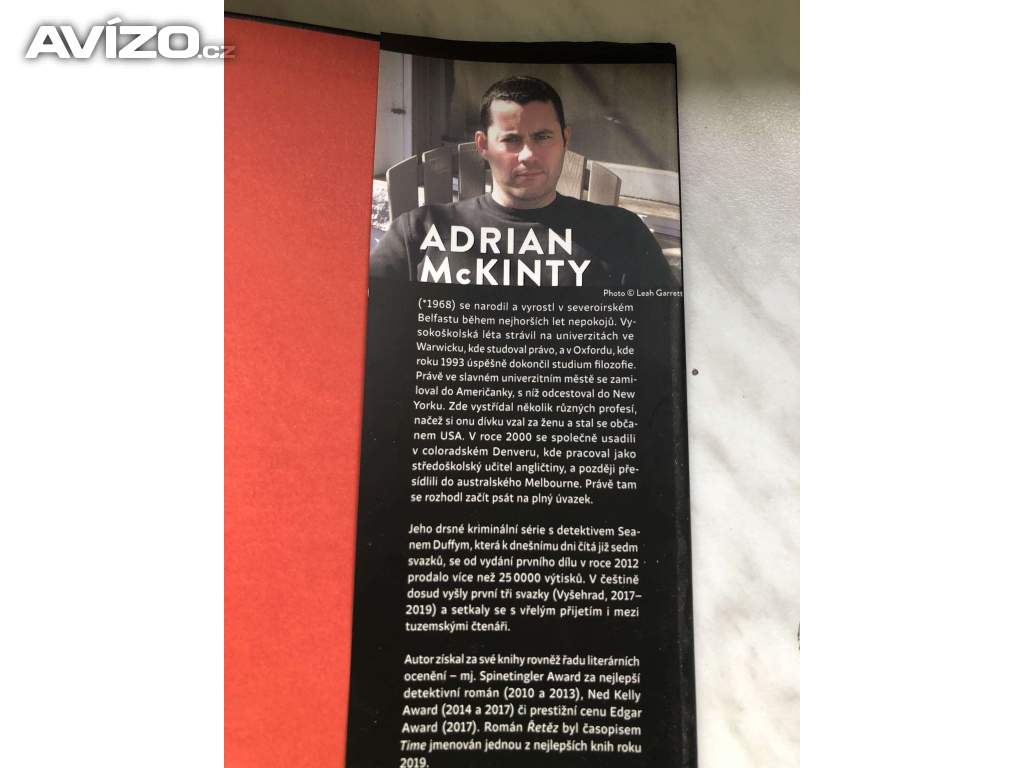 AVÍZO.cz
ADRIAN
McKINTY
Photo © Leah Garrett
(*1968) se narodil a vyrostl v severoirském
Belfastu během nejhorších let nepokojů. Vy-
sokoškolská léta strávil na univerzitách ve
Warwicku, kde studoval právo, a v Oxfordu, kde
roku 1993 úspěšně dokončil studium filozofie.
Právě ve slavném univerzitním městě se zami-
loval do Američanky, s níž odcestoval do New
Yorku. Zde vystřídal několik různých profesí,
načež si onu dívku vzal za ženu a stal se obča-
nem USA. V roce 2000 se společně usadili
v coloradském Denveru, kde pracoval jako
středoškolský učitel angličtiny, a později pře-
sídlili do australského Melbourne. Právě tam
se rozhodl začít psát na plný úvazek.
Jeho drsné kriminální série s detektivem Sea-
nem Duffym, která k dnešnímu dni čítá již sedm
svazků, se od vydání prvního dílu v roce 2012
prodalo více než 25 0000 výtisků. V češtině
dosud vyšly první tři svazky (Vyšehrad, 2017–
2019) a setkaly se s vřelým přijetím i mezi
tuzemskými čtenáři.
Autor získal za své knihy rovněž řadu literárních
ocenění – mj. Spinetingler Award za nejlepší
detektivní román (2010 a 2013), Ned Kelly
Award (2014 a 2017) či prestižní cenu Edgar
Award (2017). Román Řetěz byl časopisem
Time jmenován jednou z nejlepších knih roku
2019.